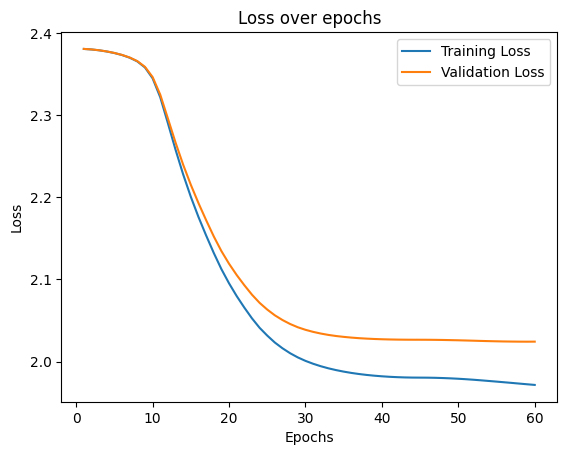 Loss over epochs
Training Loss
Validation Loss
2.4
2.3
2.2
2.1
2.0
Loss
0 10 20 30 40 50 60
Epochs